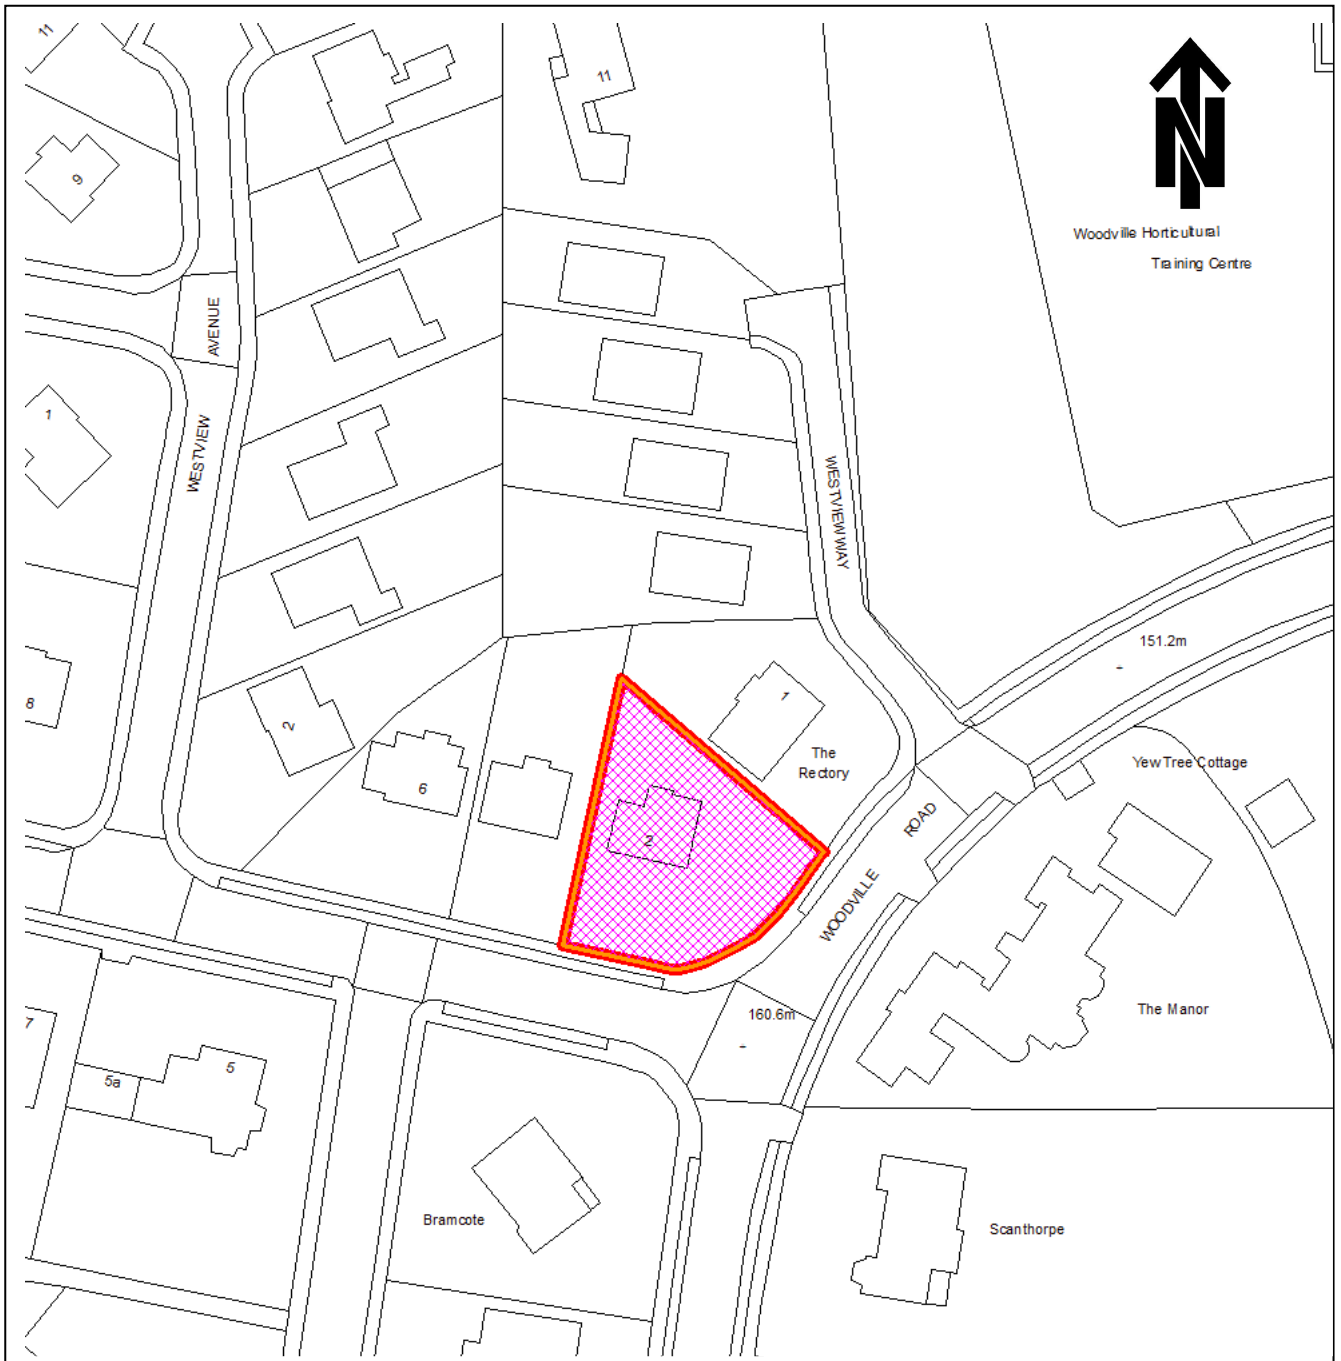 11
11
N
9
Woodville Horticultural
Training Centre
AVENUE
1
WESTVIEW
WESTVIEW WAY
151.2m
8
2
1
The
Rectory
Yew Tree Cottage
6
2
ROAD
WOODVILLE
7
160.6m
The Manor
5
5a
Bramcote
Scanthorpe